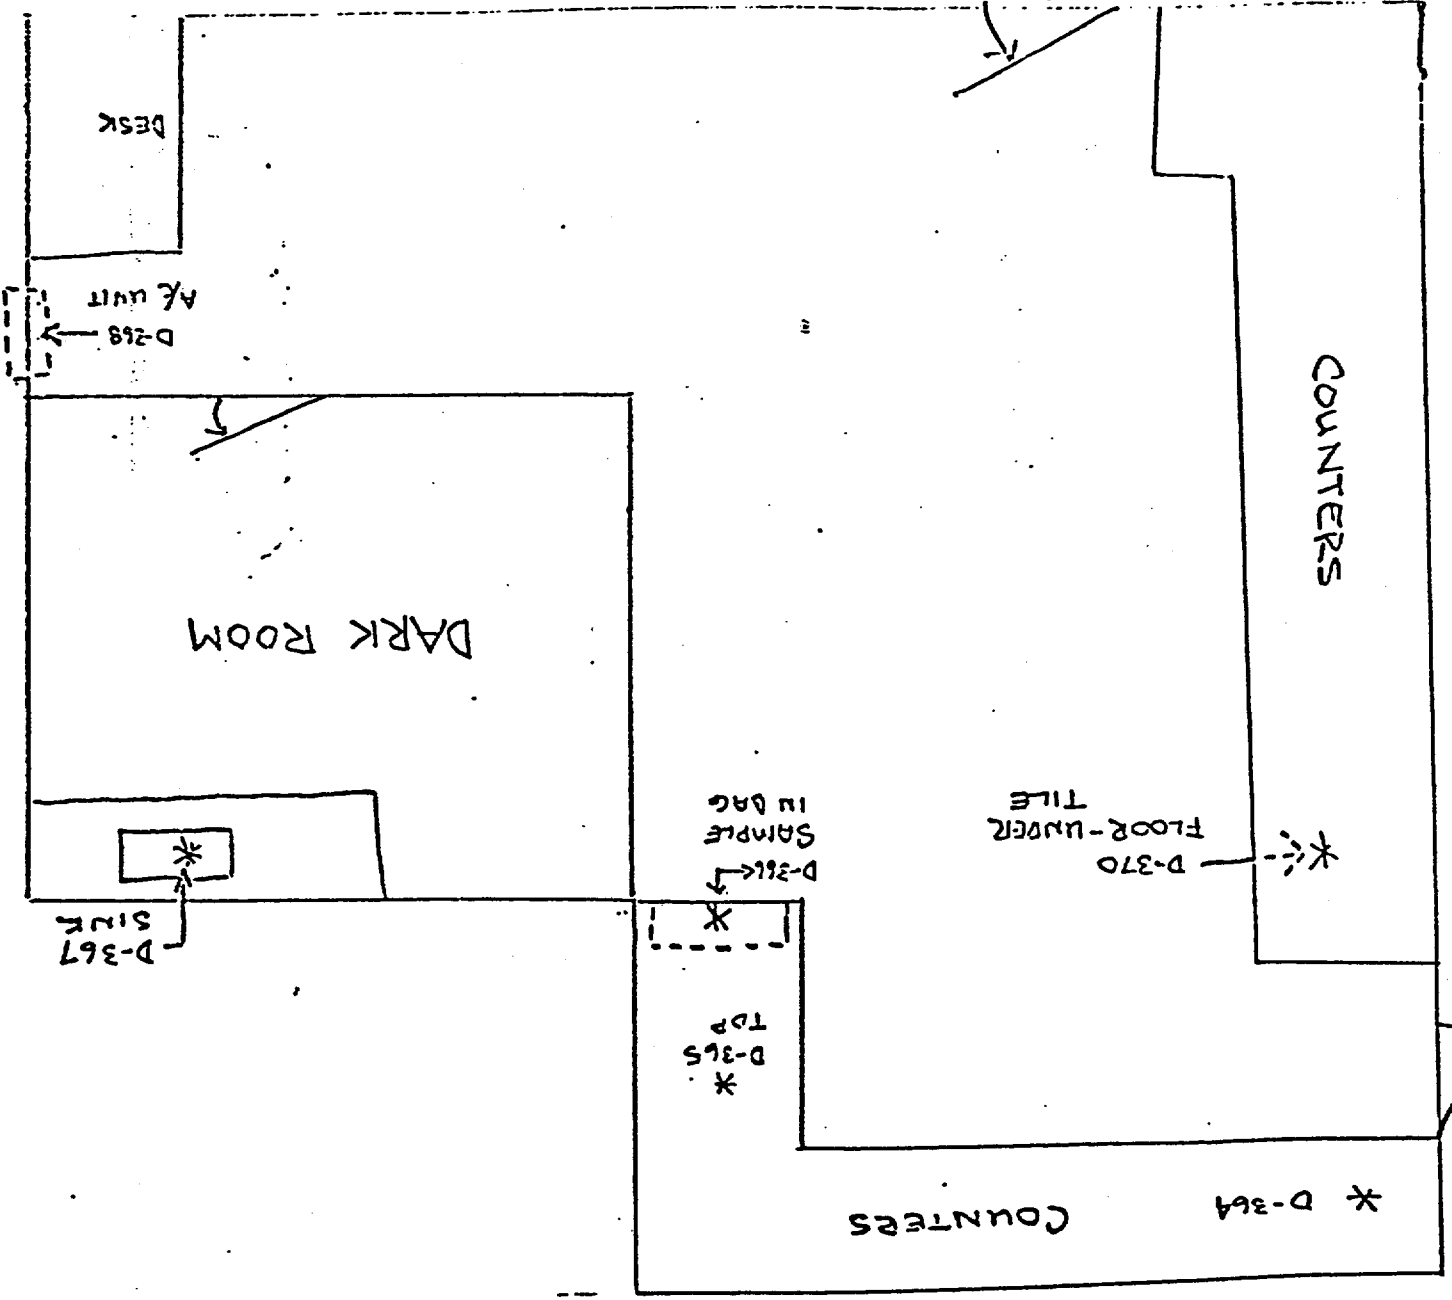 * D-364
COUNTERS
*
D-365
TOP
D-367
SINK
*
D-366
SAMPLE
IN BAG
*
*
D-370
FLOOR-UNDER
TILE
DARK ROOM
COUNTERS
D-268
A/C UNIT
DESK